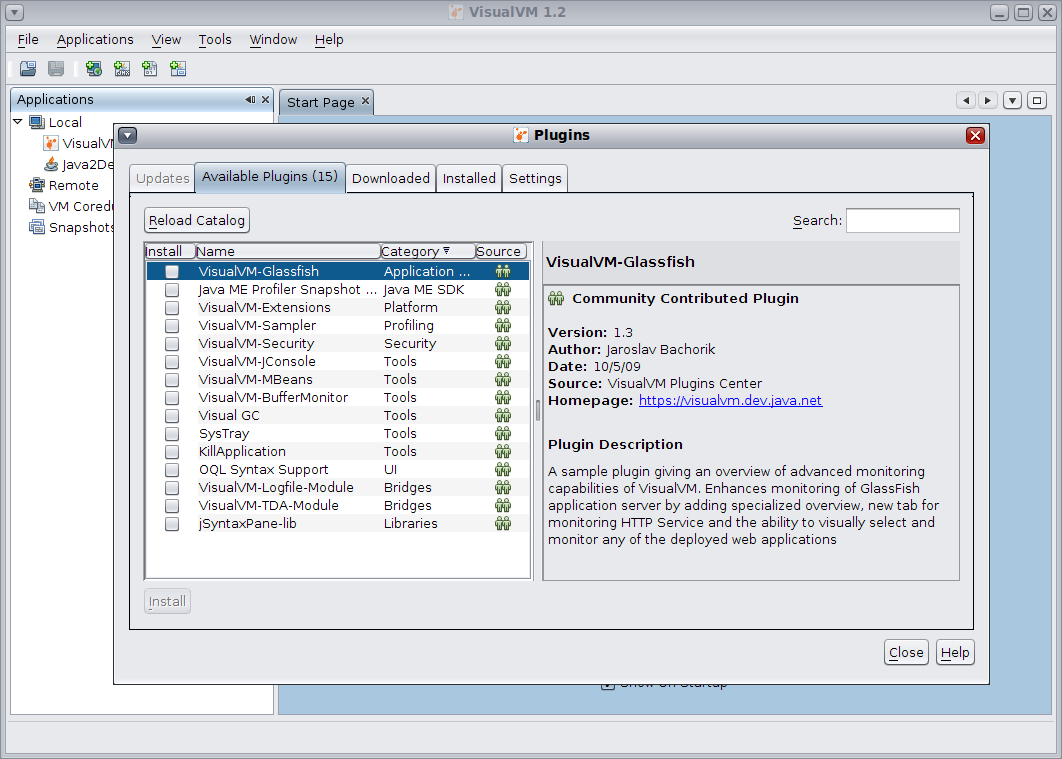 VisualVM 1.2
File Applications View Tools Window Help
Applications
Start Page
Local
VisualVM
Java2De
Remote
VM Coredu
Snapshots
Plugins
Updates Available Plugins (15) Downloaded Installed Settings
Reload Catalog
Search:
Install Name Category Source
VisualVM-Glassfish Application ...
Java ME Profiler Snapshot ... Java ME SDK
VisualVM-Extensions Platform
VisualVM-Sampler Profiling
VisualVM-Security Security
VisualVM-JConsole Tools
VisualVM-MBeans Tools
VisualVM-BufferMonitor Tools
Visual GC Tools
SysTray Tools
KillApplication Tools
OQL Syntax Support UI
VisualVM-Logfile-Module Bridges
VisualVM-TDA-Module Bridges
jSyntaxPane-lib Libraries
VisualVM-Glassfish
Community Contributed Plugin
Version: 1.3
Author: Jaroslav Bachorik
Date: 10/5/09
Source: VisualVM Plugins Center
Homepage: https://visualvm.dev.java.net
Plugin Description
A sample plugin giving an overview of advanced monitoring
capabilities of VisualVM. Enhances monitoring of GlassFish
application server by adding specialized overview, new tab for
monitoring HTTP Service and the ability to visually select and
monitor any of the deployed web applications
Install
Close Help
Show On Startup